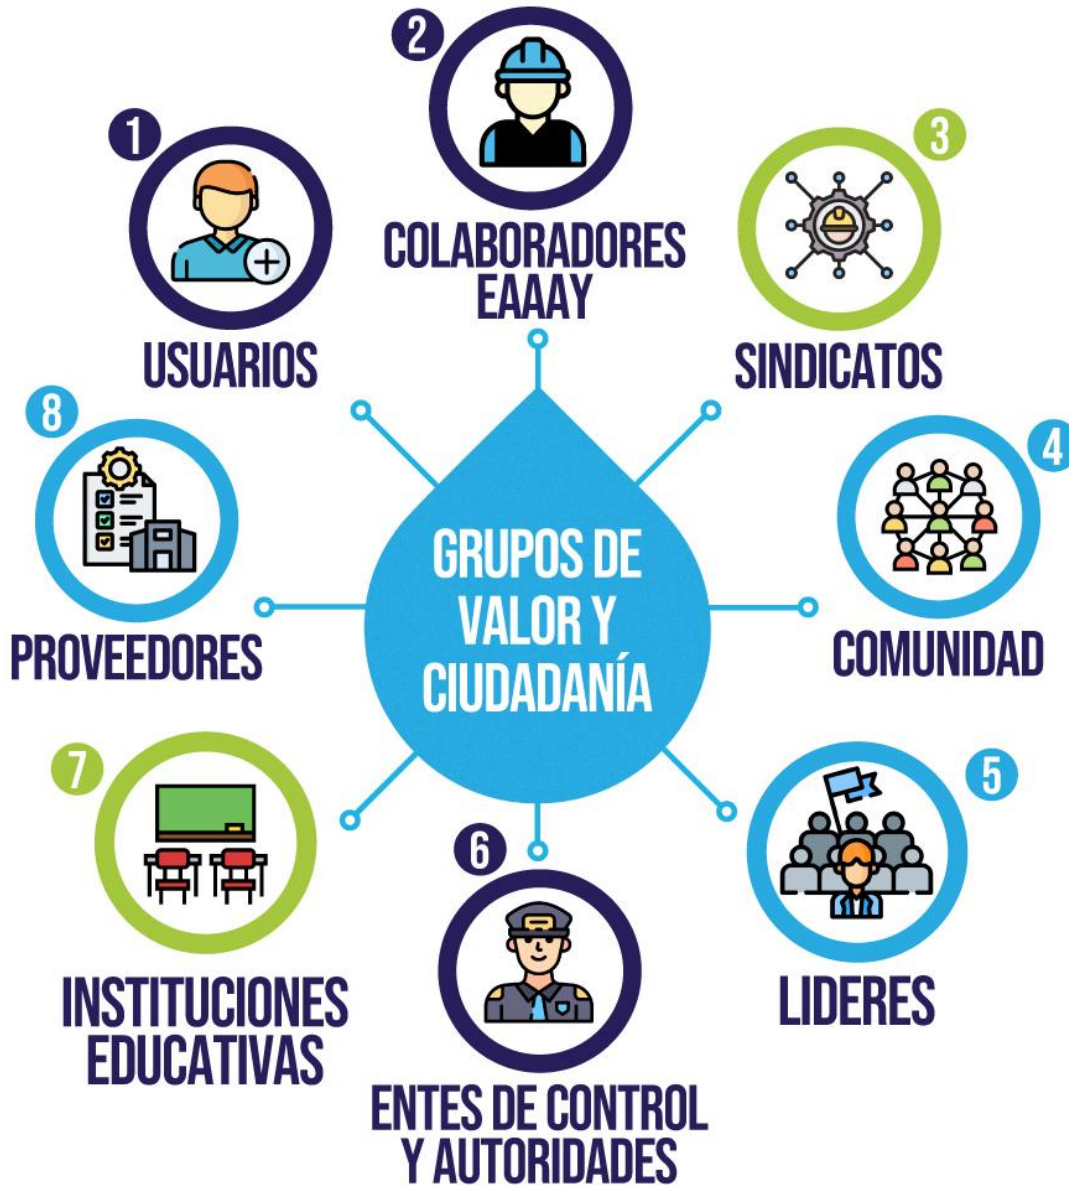 1
USUARIOS
2
COLABORADORES
EAAAY
3
SINDICATOS
4
COMUNIDAD
5
LIDERES
6
ENTES DE CONTROL
Y AUTORIDADES
7
INSTITUCIONES
EDUCATIVAS
8
PROVEEDORES
GRUPOS DE
VALOR Y
CIUDADANÍA